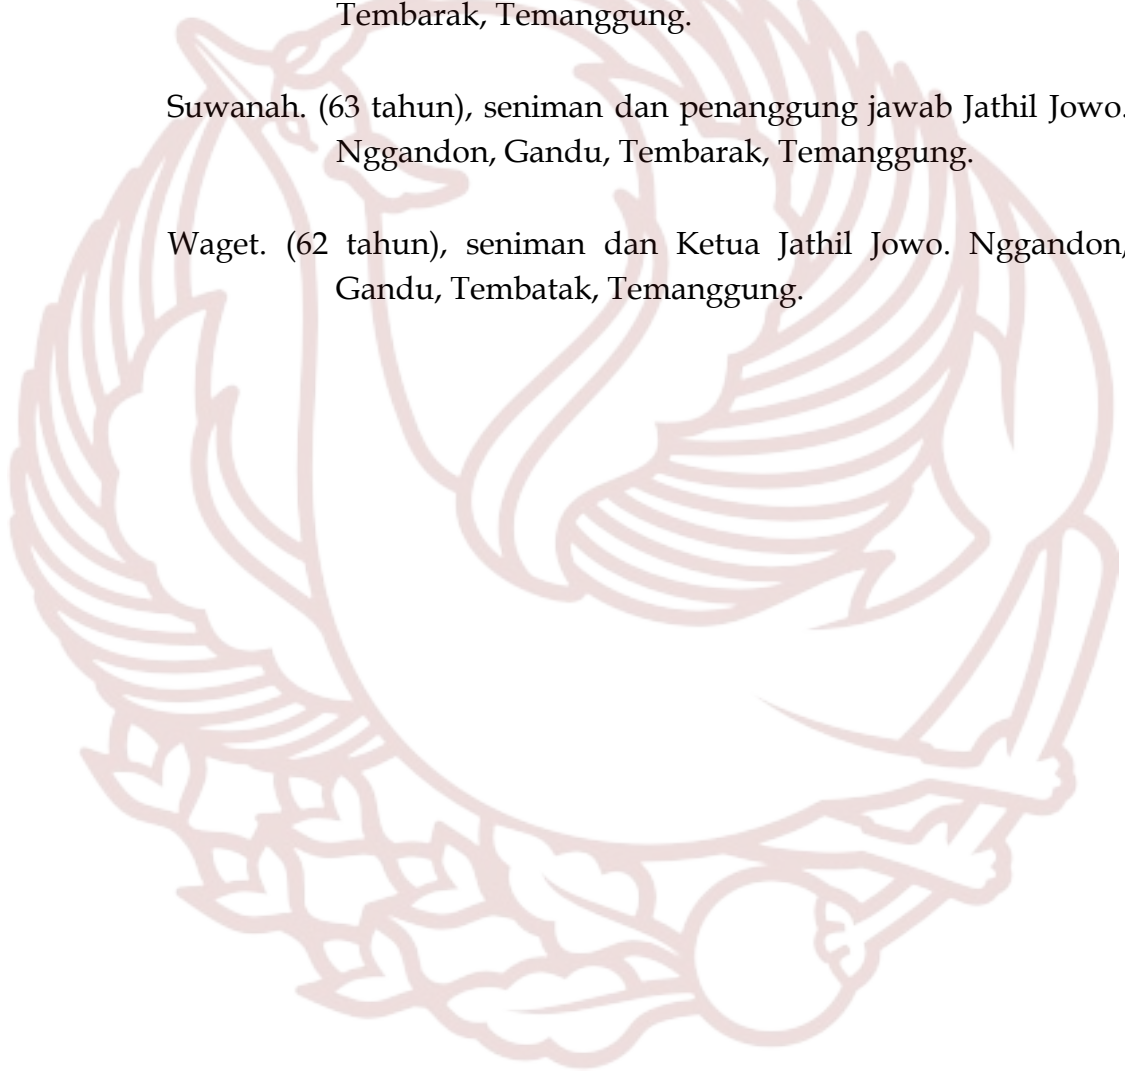 Tembarak, Temanggung.
Suwanah. (63 tahun), seniman dan penanggung jawab Jathil Jowo.
Nggandon, Gandu, Tembarak, Temanggung.
Waget. (62 tahun), seniman dan Ketua Jathil Jowo. Nggandon,
Gandu, Tembatak, Temanggung.